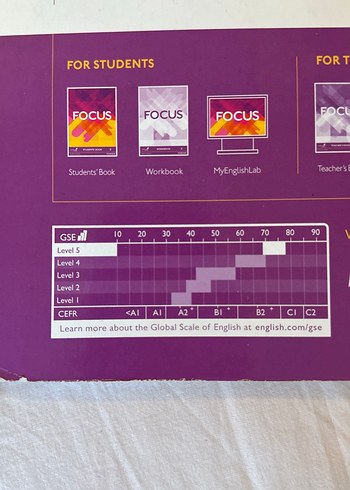 FOR STUDENTS
FOR T
FOCUS
FOCUS
FOCUS
FOCUS
Students' Book
Workbook
MyEnglishLab
Teacher's
GSE 10 20 30 40 50 60 70 80 90
Level 5
Level 4
Level 3
Level 2
Level 1
CEFR <A1 A1 A2 + B1 + B2 + C1 C2
Learn more about the Global Scale of English at english.com/gse